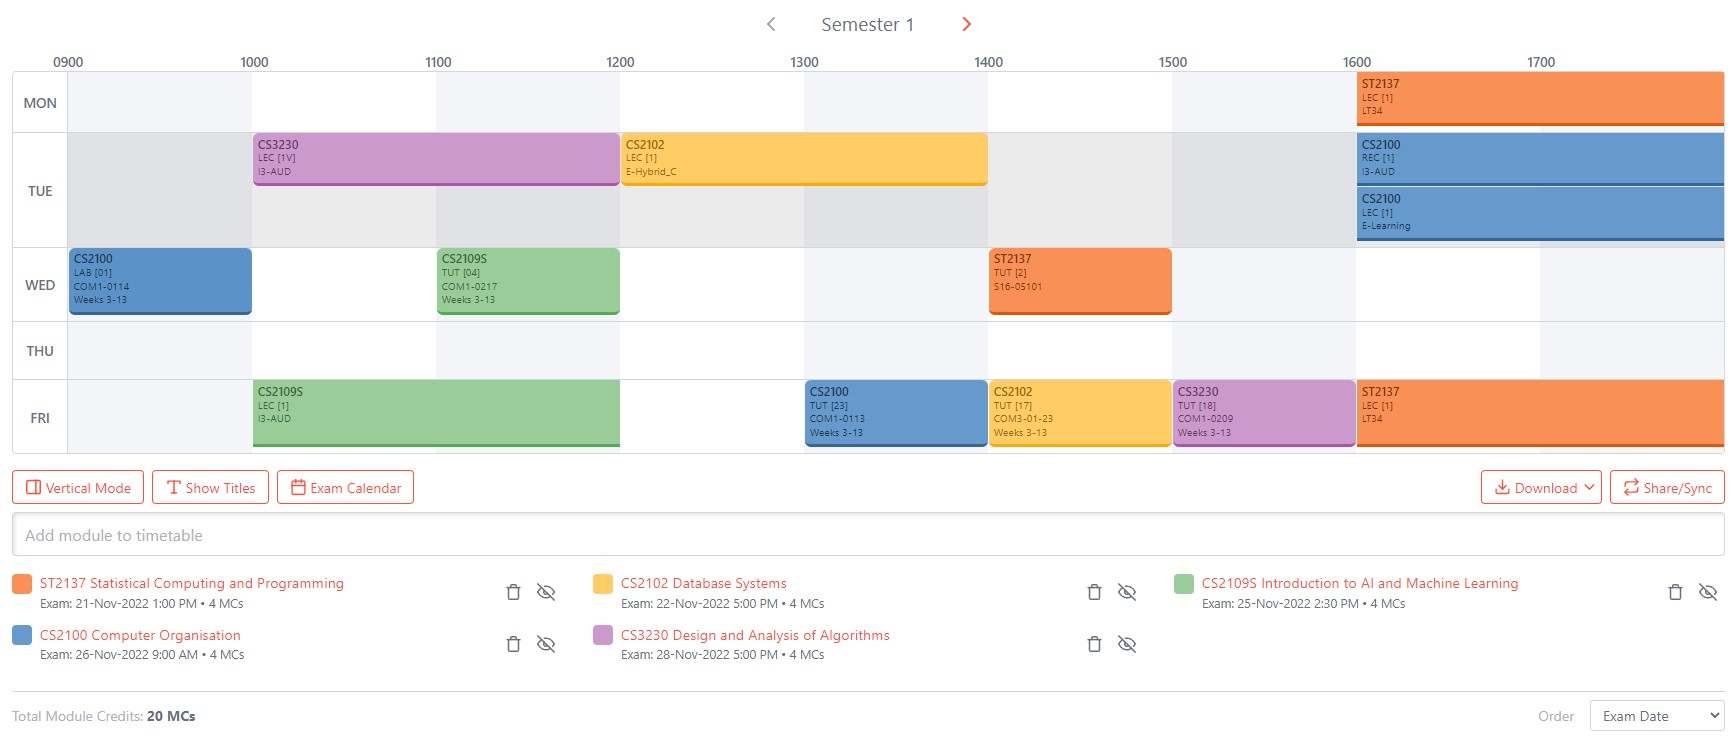 Semester 1
0900 1000 1100 1200 1300 1400 1500 1600 1700
MON
ST2137
LEC [1]
LT34
TUE
CS3230
LEC [1V]
I3-AUD
CS2102
LEC [1]
E-Hybrid_C
CS2100
REC [1]
I3-AUD
CS2100
LEC [1]
E-Learning
WED
CS2100
LAB [01]
COM1-0114
Weeks 3-13
CS2109S
TUT [04]
COM1-0217
Weeks 3-13
ST2137
TUT [2]
S16-05101
THU
FRI
CS2109S
LEC [1]
I3-AUD
CS2100
TUT [23]
COM1-0113
Weeks 3-13
CS2102
TUT [17]
COM3-01-23
Weeks 3-13
CS3230
TUT [18]
COM1-0209
Weeks 3-13
ST2137
LEC [1]
LT34
Vertical Mode
Show Titles
Exam Calendar
Download
Share/Sync
Add module to timetable
ST2137 Statistical Computing and Programming
Exam: 21-Nov-2022 1:00 PM • 4 MCs
CS2102 Database Systems
Exam: 22-Nov-2022 5:00 PM • 4 MCs
CS2109S Introduction to AI and Machine Learning
Exam: 25-Nov-2022 2:30 PM • 4 MCs
CS2100 Computer Organisation
Exam: 26-Nov-2022 9:00 AM • 4 MCs
CS3230 Design and Analysis of Algorithms
Exam: 28-Nov-2022 5:00 PM • 4 MCs
Total Module Credits: 20 MCs
Order
Exam Date